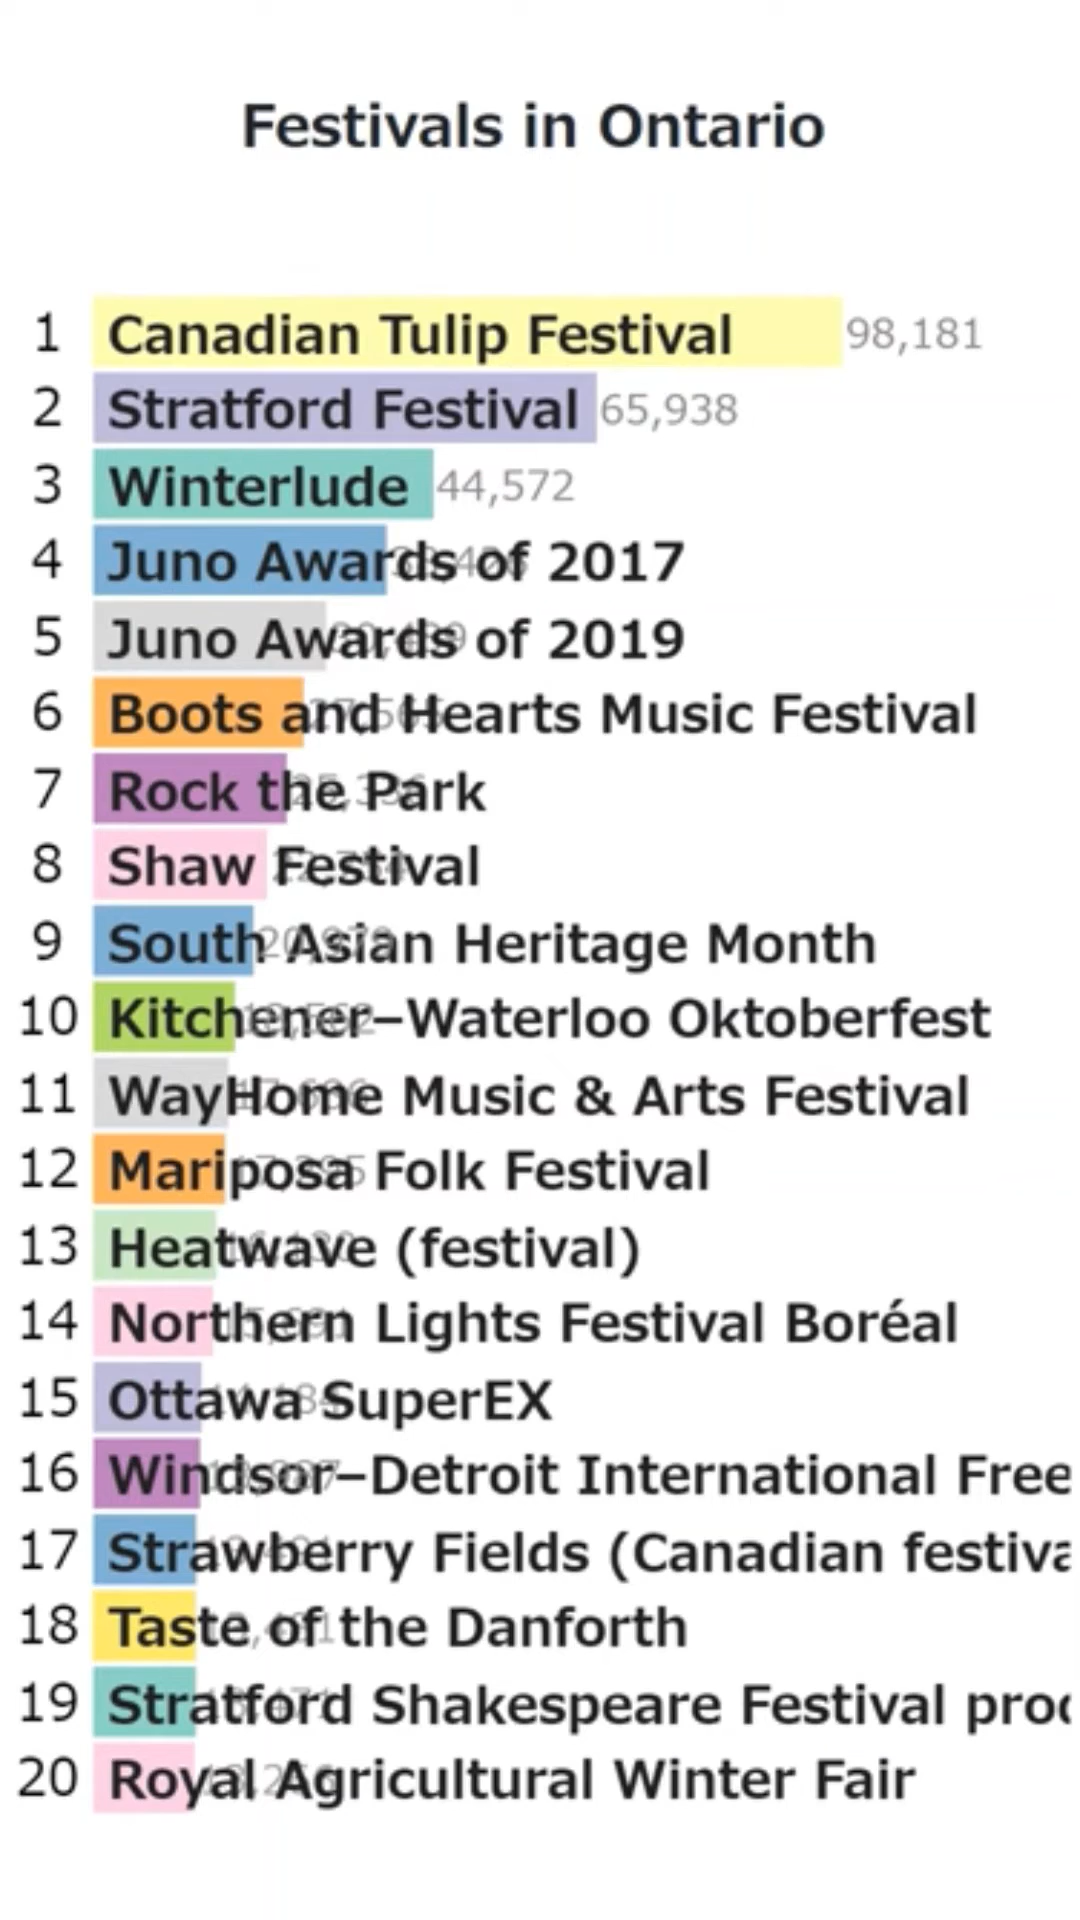 Festivals in Ontario
1 Canadian Tulip Festival 98,181
2 Stratford Festival 65,938
3 Winterlude 44,572
4 Juno Awards of 2017
5 Juno Awards of 2019
6 Boots and Hearts Music Festival
7 Rock the Park
8 Shaw Festival
9 South Asian Heritage Month
10 Kitchener–Waterloo Oktoberfest
11 WayHome Music & Arts Festival
12 Mariposa Folk Festival
13 Heatwave (festival)
14 Northern Lights Festival Boréal
15 Ottawa SuperEX
16 Windsor–Detroit International Free
17 Strawberry Fields (Canadian festiva
18 Taste of the Danforth
19 Stratford Shakespeare Festival
20 Royal Agricultural Winter Fair